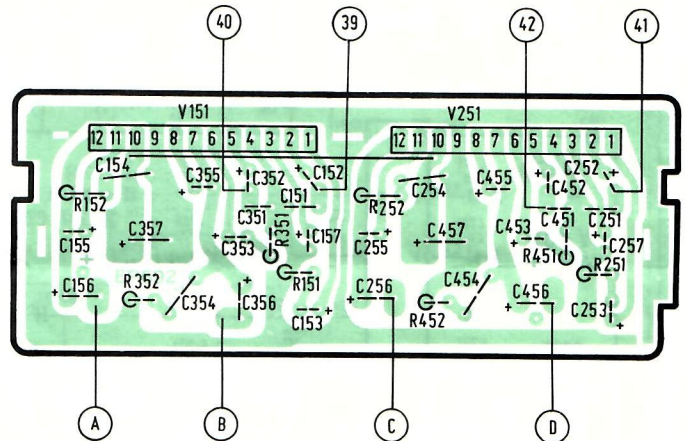 40 39 42 41
V151 V251
12 11 10 9 8 7 6 5 4 3 2 1 12 11 10 9 8 7 6 5 4 3 2 1
C154 C355 + C352 + C152 C254 C455 + C452 C252 +
R152 C351 C151 R252 C451 C251
C155 + C357 + C353 R351 + C157 C255 + C457 C453 R451 + C257
C156 R352 C354 C356 R151 C256 R452 C454 C456 R251
C153 C253
A B C D